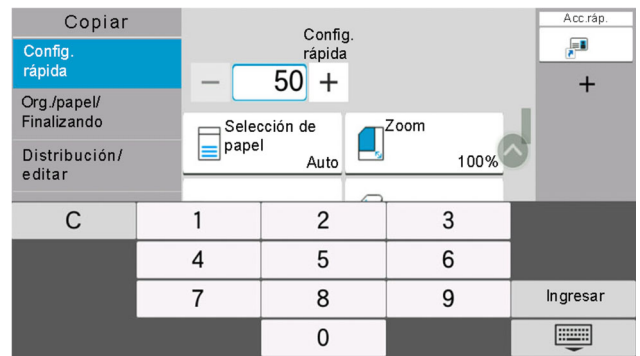 Copiar
Config.
rápida
Org./papel/
Finalizando
Distribución/
editar
Config.
rápida
50
Selección de
papel
Auto
Zoom
100%
Acc.ráp.
C
1 2 3
4 5 6
7 8 9
0
Ingresar